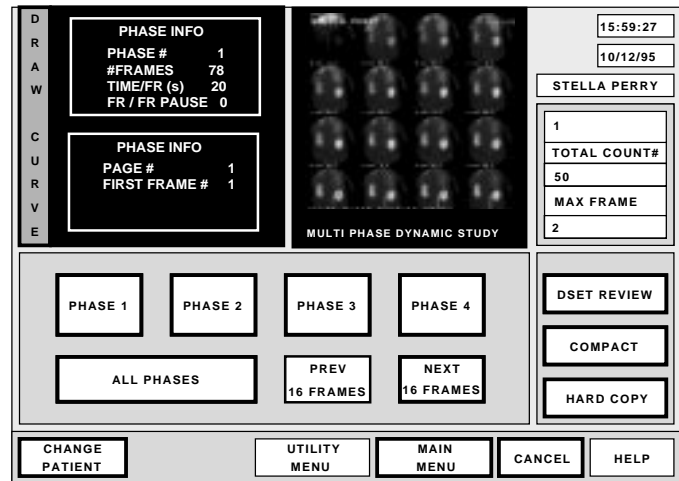 DRAW CURVE
PHASE INFO
PHASE # 1
#FRAMES 78
TIME/FR (s) 20
FR / FR PAUSE 0
PHASE INFO
PAGE # 1
FIRST FRAME # 1
MULTI PHASE DYNAMIC STUDY
15:59:27
10/12/95
STELLA PERRY
1
TOTAL COUNT#
50
MAX FRAME
2
PHASE 1
PHASE 2
PHASE 3
PHASE 4
ALL PHASES
PREV
16 FRAMES
NEXT
16 FRAMES
DSET REVIEW
COMPACT
HARD COPY
CHANGE
PATIENT
UTILITY
MENU
MAIN
MENU
CANCEL
HELP